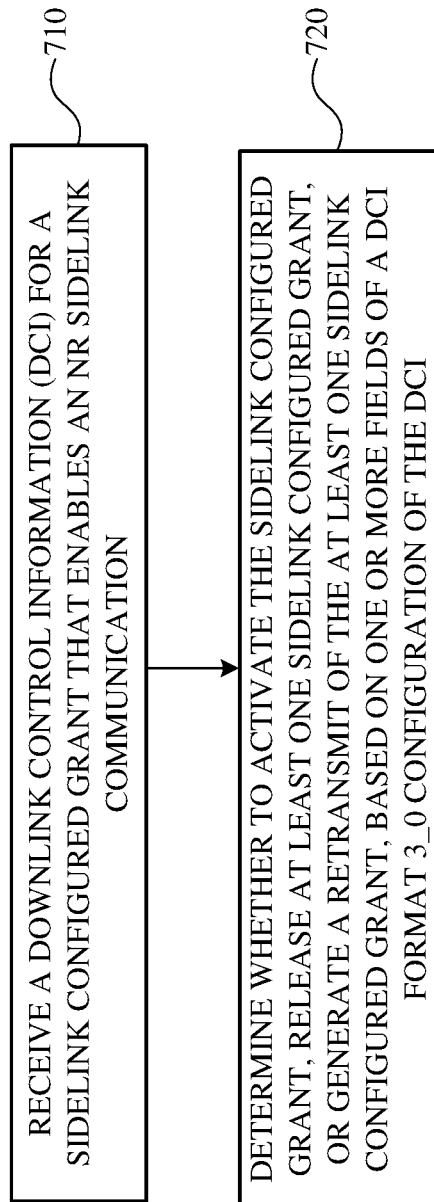 RECEIVE A DOWNLINK CONTROL INFORMATION (DCI) FOR A
SIDELINK CONFIGURED GRANT THAT ENABLES AN NR SIDELINK
COMMUNICATION
710
DETERMINE WHETHER TO ACTIVATE THE SIDELINK CONFIGURED
GRANT, RELEASE AT LEAST ONE SIDELINK CONFIGURED GRANT,
OR GENERATE A RETRANSMIT OF THE AT LEAST ONE SIDELINK
CONFIGURED GRANT, BASED ON ONE OR MORE FIELDS OF A DCI
FORMAT 3_0 CONFIGURATION OF THE DCI
720